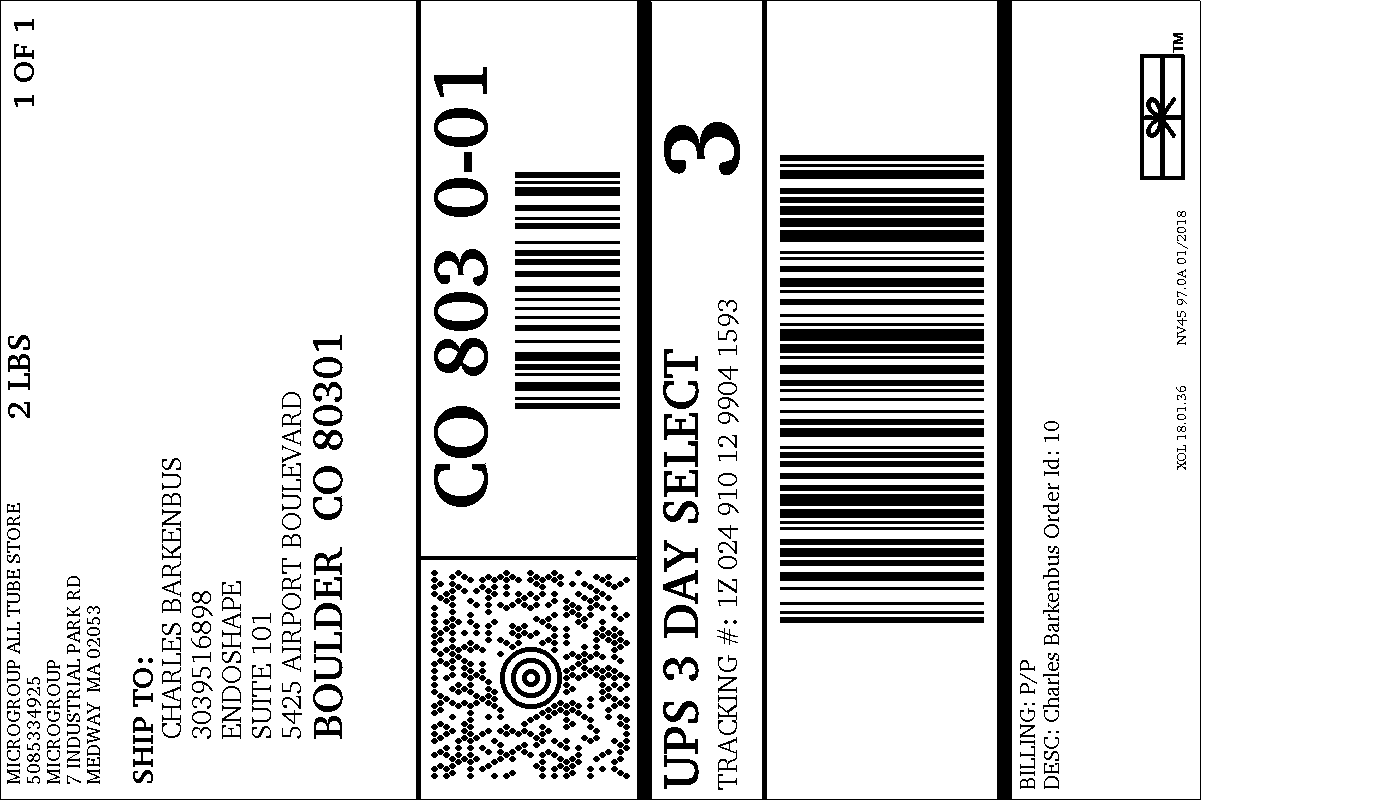 MICROGROUP ALL TUBE STORE
5085334925
MICROGROUP
7 INDUSTRIAL PARK RD
MEDWAY MA 02053
2 LBS
1 OF 1
SHIP TO:
CHARLES BARKENBUS
3039516898
ENDOSHAPE
SUITE 101
5425 AIRPORT BOULEVARD
BOULDER CO 80301
CO 803 0-01
UPS 3 DAY SELECT
3
TRACKING #: 1Z 024 910 12 9904 1593
BILLING: P/P
DESC: Charles Barkenbus Order Id: 10
XOL 18.01.36 NV45 97.0A 01/2018
TM